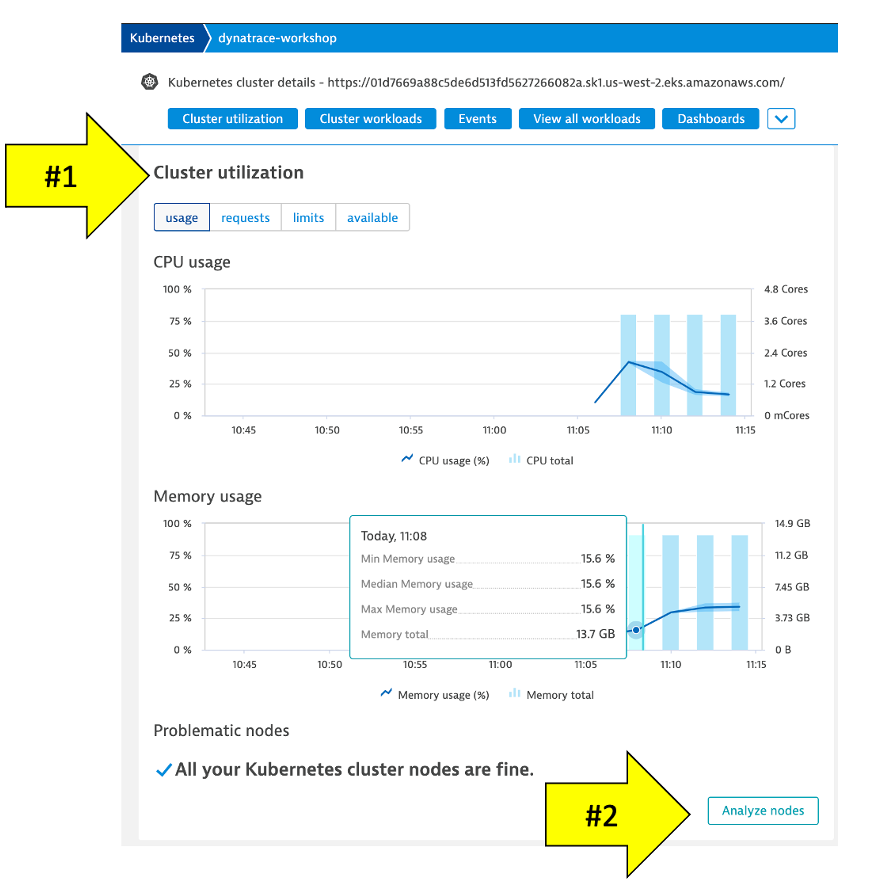 Kubernetes dynatrace-workshop
Kubernetes cluster details - https://01d7669a88c5de6d513fd5627266082a.sk1.us-west-2.eks.amazonaws.com/
Cluster utilization Cluster workloads Events View all workloads Dashboards
#1
Cluster utilization
usage requests limits available
CPU usage
100 % 4.8 Cores
75 % 3.6 Cores
50 % 2.4 Cores
25 % 1.2 Cores
0 % 0 mCores
10:45 10:50 10:55 11:00 11:05 11:10 11:15
CPU usage (%) CPU total
Memory usage
100 % 14.9 GB
75 % 11.2 GB
50 % 7.45 GB
25 % 3.73 GB
0 % 0 B
Today, 11:08
Min Memory usage 15.6 %
Median Memory usage 15.6 %
Max Memory usage 15.6 %
Memory total 13.7 GB
10:45 10:50 10:55 11:00 11:05 11:10 11:15
Memory usage (%) Memory total
Problematic nodes
All your Kubernetes cluster nodes are fine.
#2
Analyze nodes